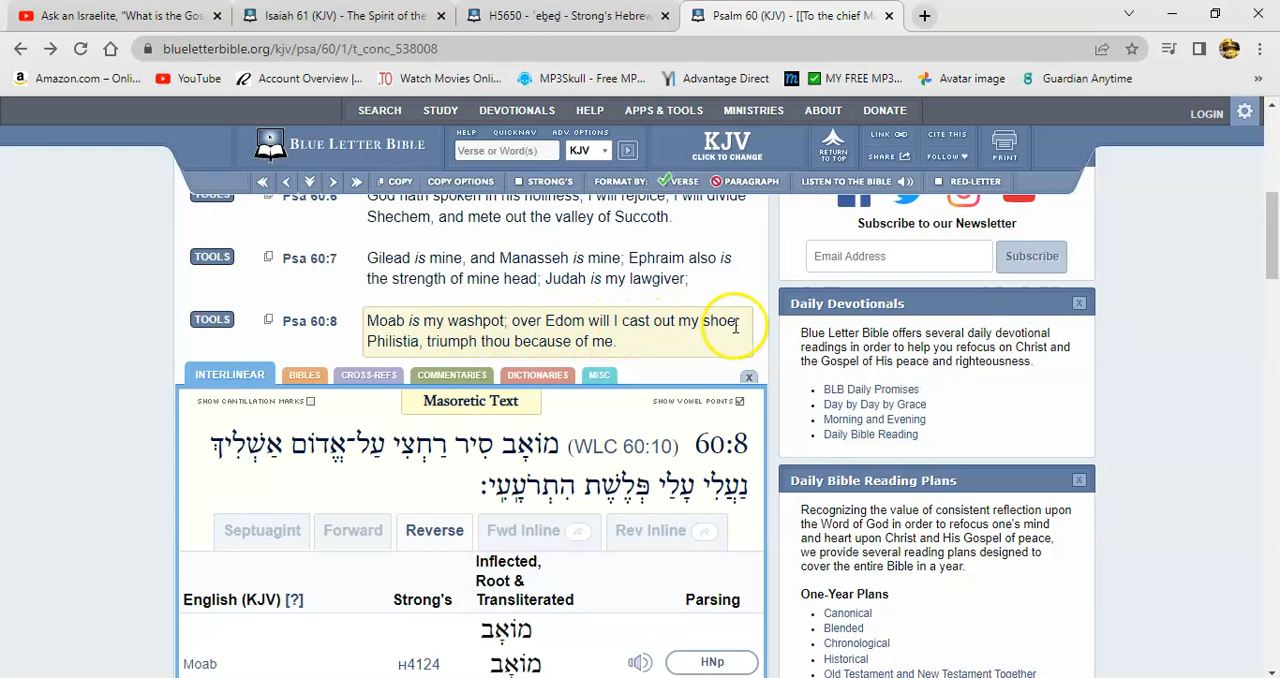 Ask an Israelite, "What is the Gos
Isaiah 61 (KJV) - The Spirit of the
H5650 - ʿeḇeḏ - Strong's Hebrew
Psalm 60 (KJV) - [[To the chief M
blueletterbible.org/kjv/psa/60/1/t_conc_538008
Amazon.com – Onli... YouTube Account Overview |... Watch Movies Onlin... MP3Skull - Free MP... Advantage Direct MY FREE MP3... Avatar image Guardian Anytime »
SEARCH STUDY DEVOTIONALS HELP APPS & TOOLS MINISTRIES ABOUT DONATE LOGIN
BLUE LETTER BIBLE
HELP QUICKNAV ADV. OPTIONS
Verse or Word(s) KJV
KJV
CLICK TO CHANGE
RETURN
TO TOP
LINK CITE THIS
SHARE FOLLOW
PRINT
COPY COPY OPTIONS STRONG'S FORMAT BY: VERSE PARAGRAPH LISTEN TO THE BIBLE RED-LETTER
TOOLS Psa 60:6 God hath spoken in his holiness; I will rejoice, I will divide
Shechem, and mete out the valley of Succoth.
TOOLS Psa 60:7 Gilead is mine, and Manasseh is mine; Ephraim also is
the strength of mine head; Judah is my lawgiver;
TOOLS Psa 60:8 Moab is my washpot; over Edom will I cast out my shoe:
Philistia, triumph thou because of me.
INTERLINEAR BIBLES CROSS-REFS COMMENTARIES DICTIONARIES MISC x
SHOW CANTILLATION MARKS Masoretic Text SHOW VOWEL POINTS
60:8 (WLC 60:10) מוֹאָב סִיר רַחְצִי עַל־אֱדוֹם אַשְׁלִיךְ
נַעֲלִי עָלַי פְּלֶשֶׁת הִתְרֹעָעִי׃
Septuagint Forward Reverse Fwd Inline Rev Inline
English (KJV) [?] Strong's Inflected,
Root &
Transliterated Parsing
מוֹאָב
Moab H4124 מוֹאָב HNp
Subscribe to our Newsletter
Email Address Subscribe
Daily Devotionals x
Blue Letter Bible offers several daily devotional
readings in order to help you refocus on Christ and
the Gospel of His peace and righteousness.
BLB Daily Promises
Day by Day by Grace
Morning and Evening
Daily Bible Reading
Daily Bible Reading Plans x
Recognizing the value of consistent reflection upon
the Word of God in order to refocus one's mind
and heart upon Christ and His Gospel of peace,
we provide several reading plans designed to
cover the entire Bible in a year.
One-Year Plans
Canonical
Blended
Chronological
Historical
Old Testament and New Testament Together